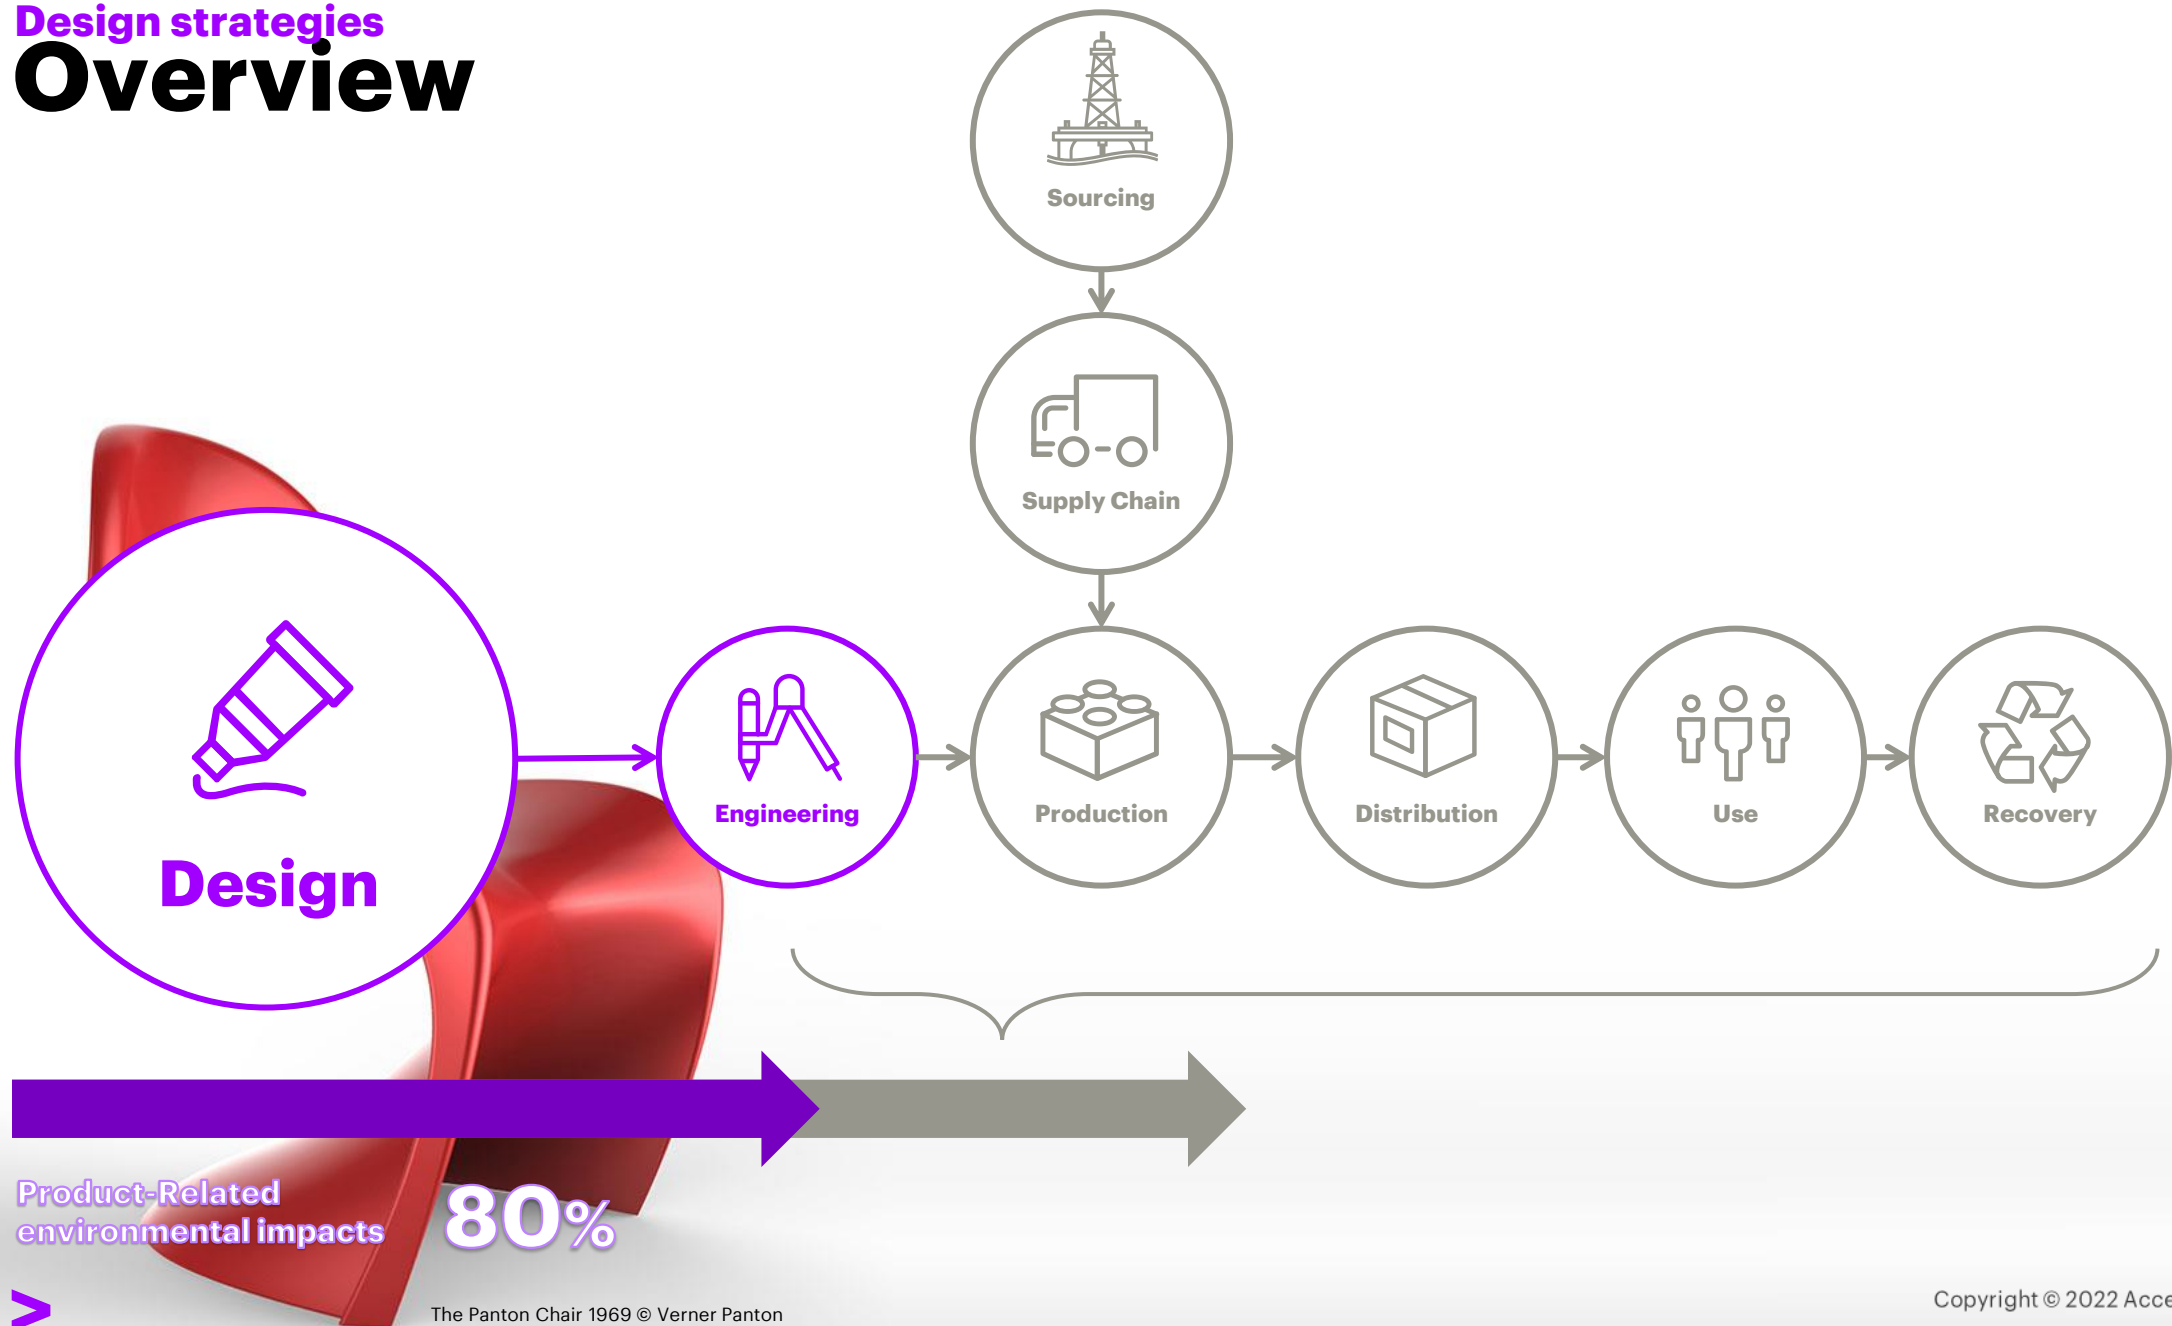 Design strategies
Overview
Sourcing
Supply Chain
Design
Engineering
Production
Distribution
Use
Recovery
Product-Related
environmental impacts
80%
>
The Panton Chair 1969 © Verner Panton
Copyright © 2022 Acce